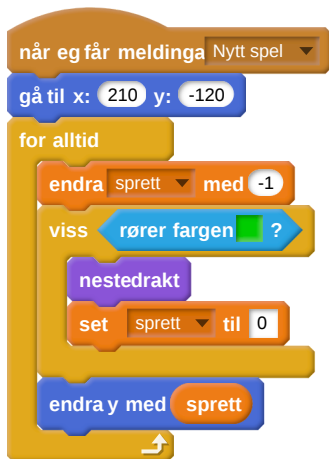 når eg får meldinga Nytt spel
gå til x: 210 y: -120
for alltid
endra sprett med -1
viss rører fargen ?
nestedrakt
set sprett til 0
endra y med sprett